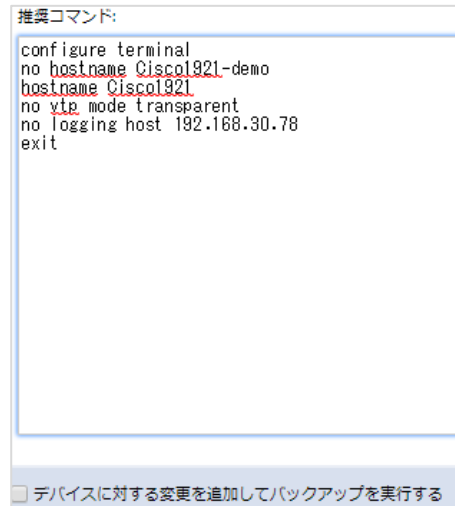 推奨コマンド:
configure terminal
no hostname Cisco1921-demo
hostname Cisco1921
no vtp mode transparent
no logging host 192.168.30.78
exit
デバイスに対する変更を追加してバックアップを実行する